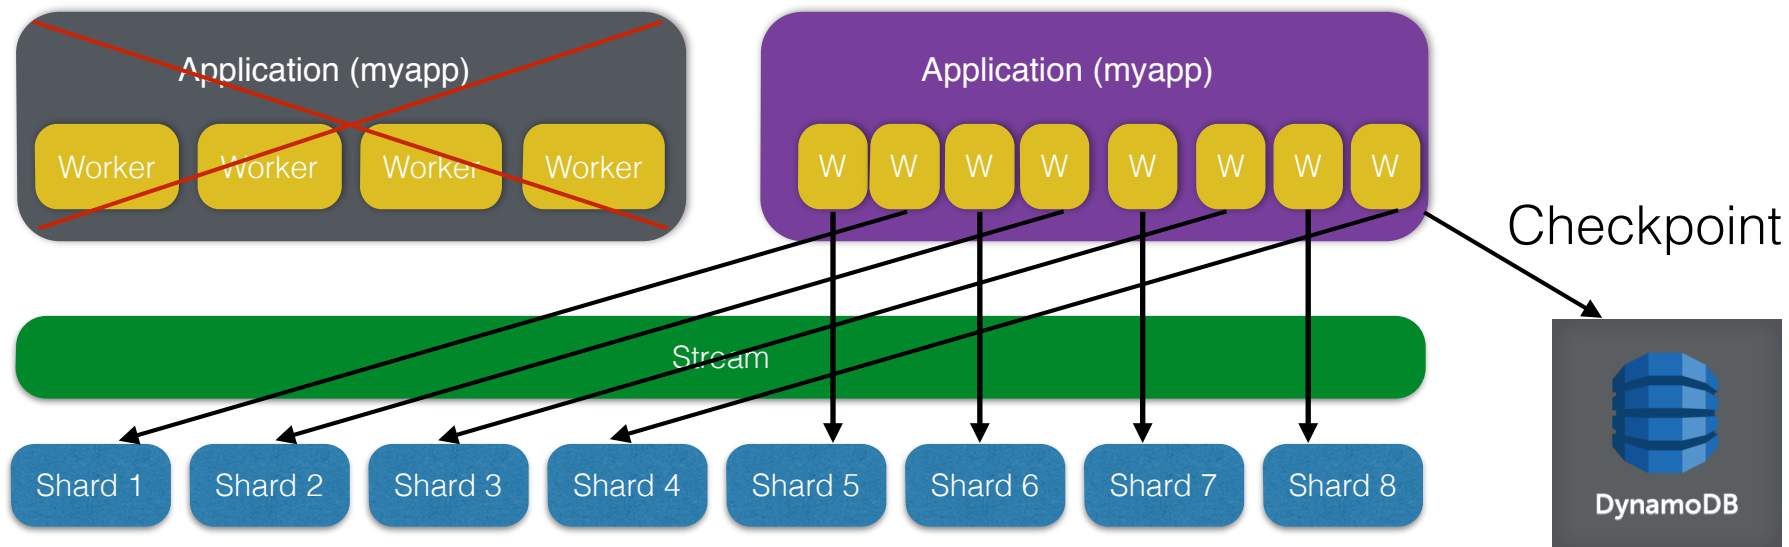 Application (myapp)
Worker Worker Worker Worker
Application (myapp)
W W W W W W W W
Checkpoint
Stream
Shard 1 Shard 2 Shard 3 Shard 4 Shard 5 Shard 6 Shard 7 Shard 8
DynamoDB